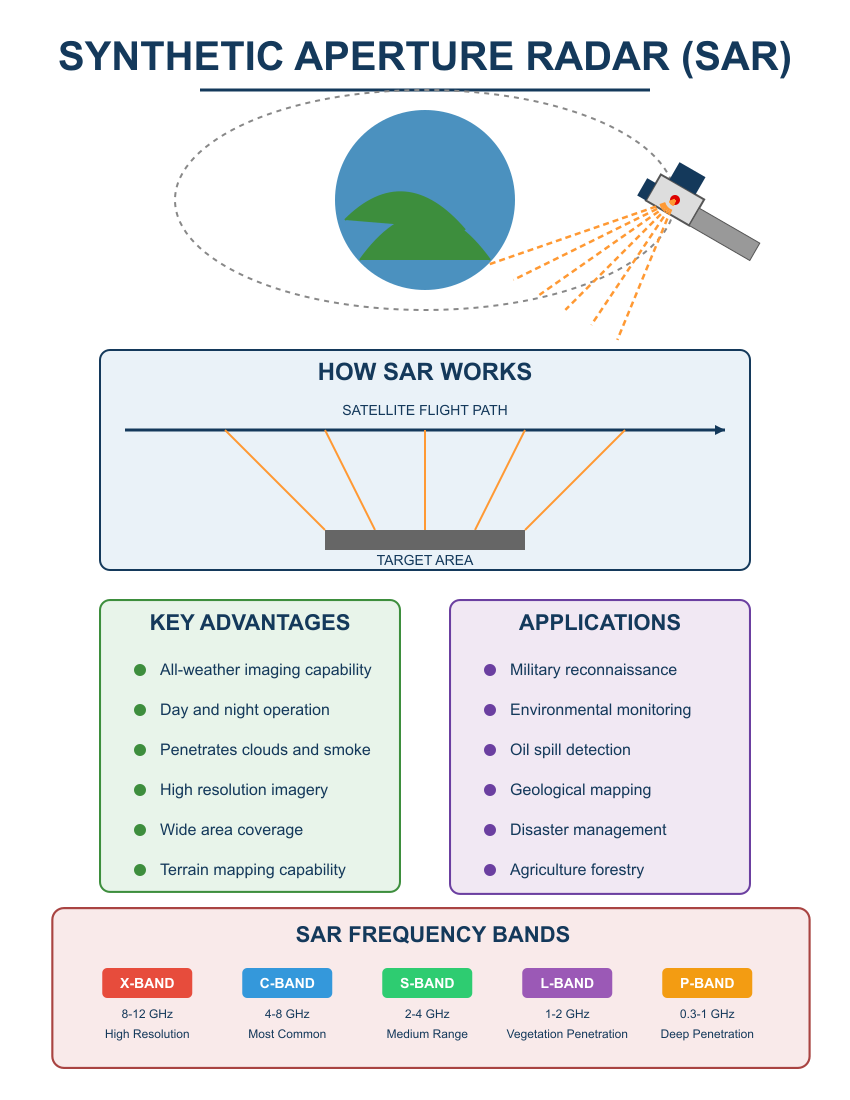 SYNTHETIC APERTURE RADAR (SAR)
HOW SAR WORKS
SATELLITE FLIGHT PATH
TARGET AREA
KEY ADVANTAGES
All-weather imaging capability
Day and night operation
Penetrates clouds and smoke
High resolution imagery
Wide area coverage
Terrain mapping capability
APPLICATIONS
Military reconnaissance
Environmental monitoring
Oil spill detection
Geological mapping
Disaster management
Agriculture forestry
SAR FREQUENCY BANDS
X-BAND
8-12 GHz
High Resolution
C-BAND
4-8 GHz
Most Common
S-BAND
2-4 GHz
Medium Range
L-BAND
1-2 GHz
Vegetation Penetration
P-BAND
0.3-1 GHz
Deep Penetration